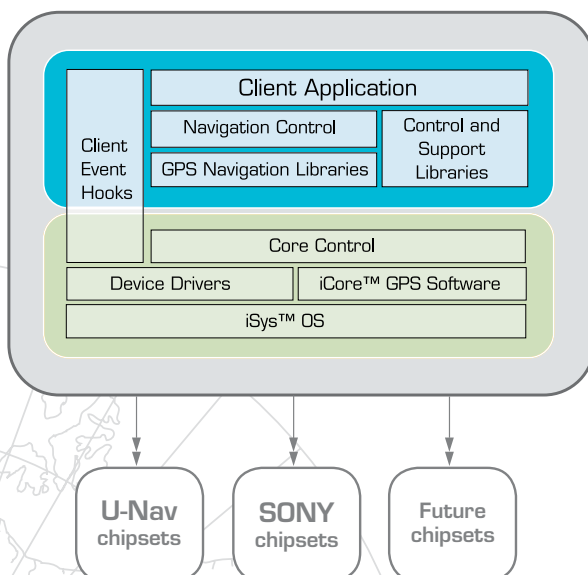 Client Application
Client
Event
Hooks
Navigation Control
GPS Navigation Libraries
Control and
Support
Libraries
Core Control
Device Drivers
iCore™ GPS Software
iSys™ OS
U-Nav
chipsets
SONY
chipsets
Future
chipsets